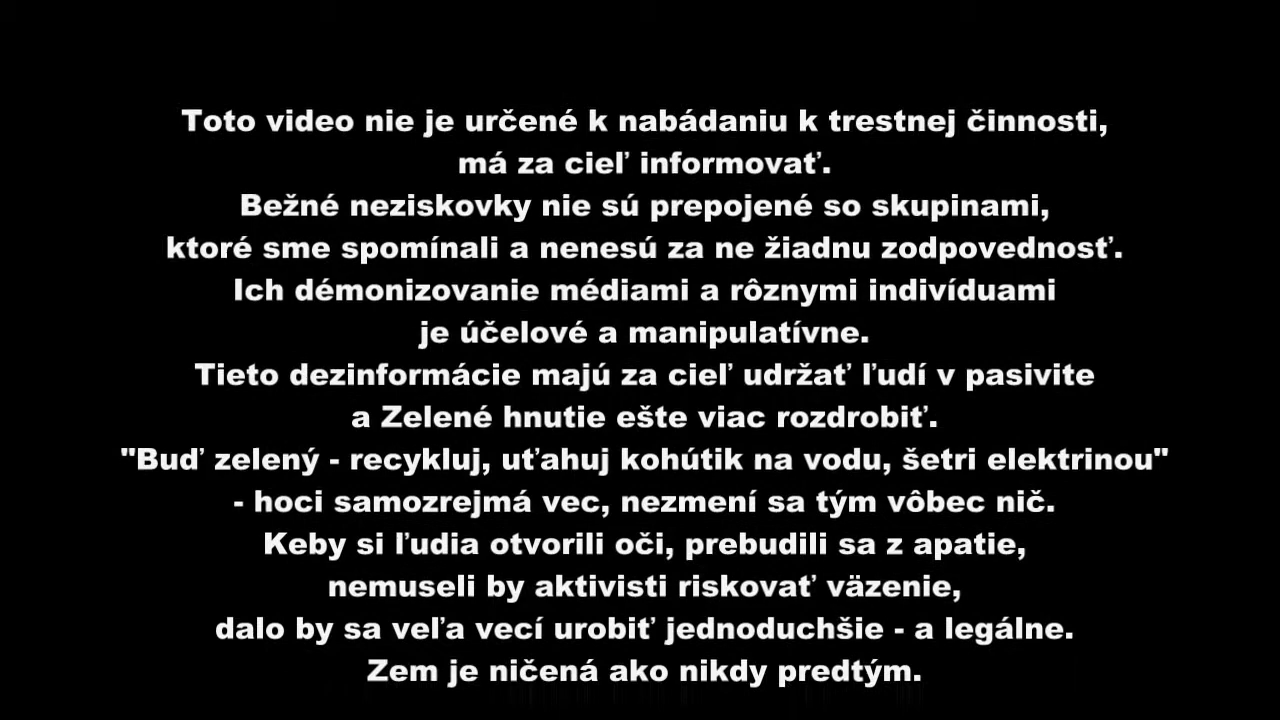 Toto video nie je určené k nabádaniu k trestnej činnosti,
má za cieľ informovať.
Bežné neziskovky nie sú prepojené so skupinami,
ktoré sme spomínali a nenesú za ne žiadnu zodpovednosť.
Ich démonizovanie médiami a rôznymi indivíduami
je účelové a manipulatívne.
Tieto dezinformácie majú za cieľ udržať ľudí v pasivite
a Zelené hnutie ešte viac rozdrobiť.
"Buď zelený - recykluj, uťahuj kohútik na vodu, šetri elektrinou"
- hoci samozrejmá vec, nezmení sa tým vôbec nič.
Keby si ľudia otvorili oči, prebudili sa z apatie,
nemuseli by aktivisti riskovať väzenie,
dalo by sa veľa vecí urobiť jednoduchšie - a legálne.
Zem je ničená ako nikdy predtým.